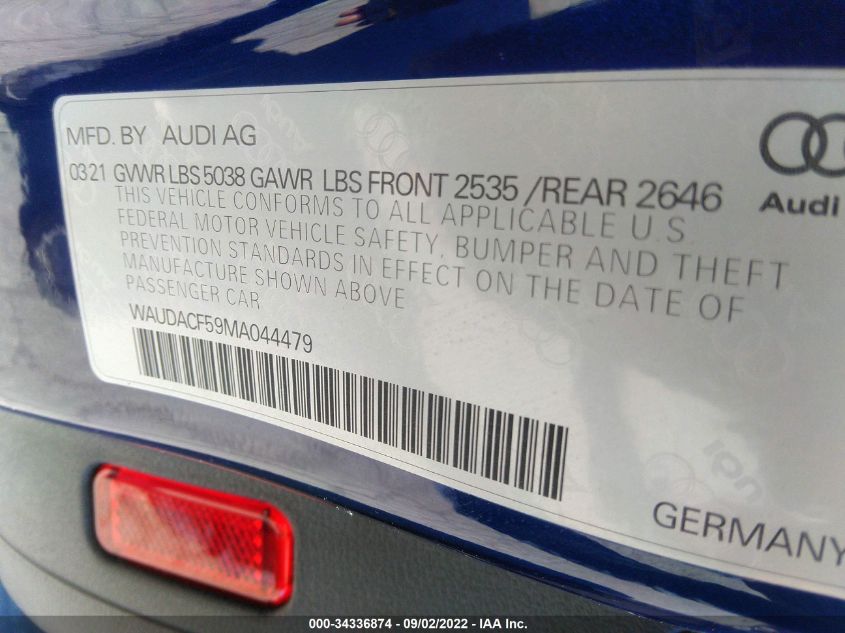 MFD. BY AUDI AG
0321 GVWR LBS 5038 GAWR LBS FRONT 2535 /REAR 2646
THIS VEHICLE CONFORMS TO ALL APPLICABLE U.S.
FEDERAL MOTOR VEHICLE SAFETY, BUMPER AND THEFT
PREVENTION STANDARDS IN EFFECT ON THE DATE OF
MANUFACTURE SHOWN ABOVE
PASSENGER CAR
WAUDACF59MA044479
Audi
GERMANY
000-34336874 - 09/02/2022 - IAA Inc.